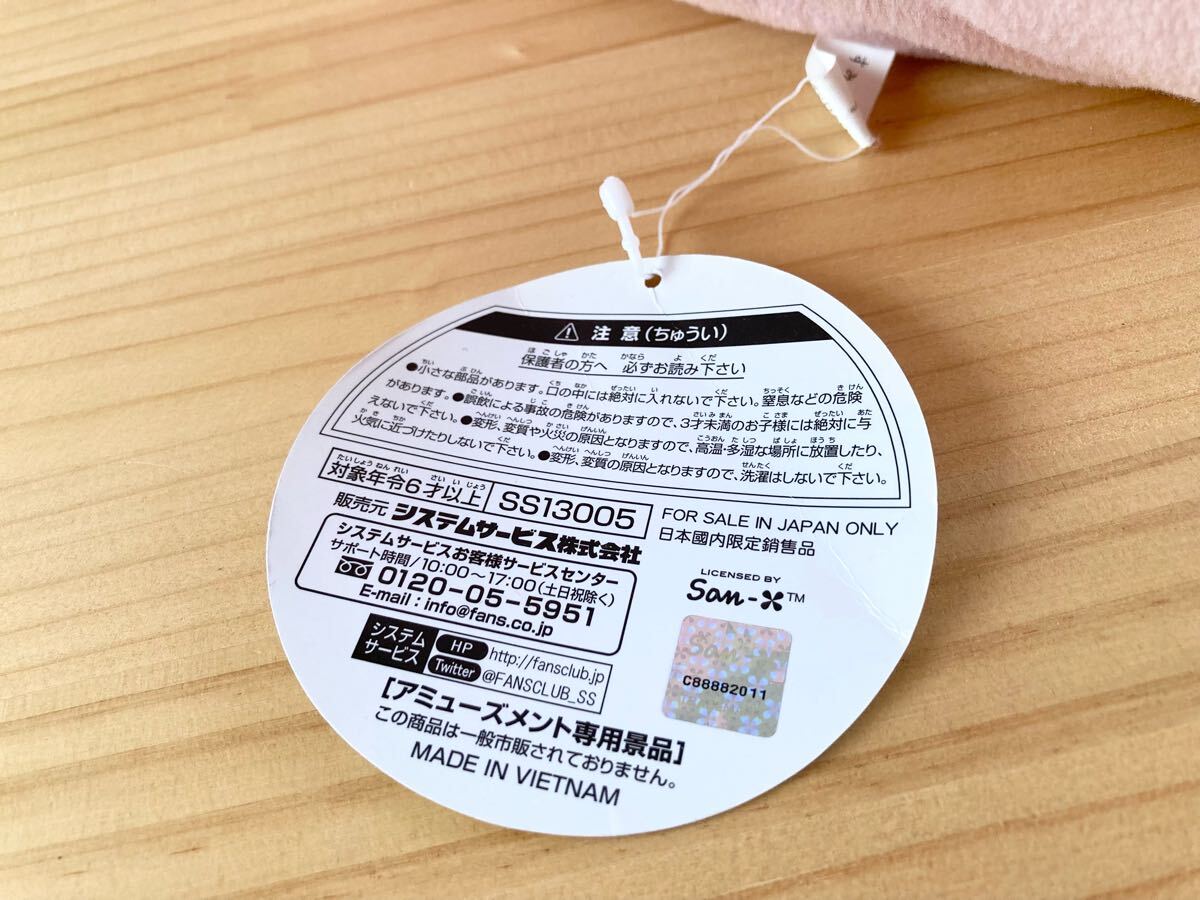 ⚠ 注意(ちゅうい)
保護者の方へ 必ずお読み下さい
●小さな部品があります。口の中には絶対に入れないで下さい。窒息などの危険
があります。●誤飲による事故の危険がありますので、3才未満のお子様には絶対に与
えないで下さい。●変形、変質や火災の原因となりますので、高温・多湿な場所に放置したり、
火気に近づけたりしないで下さい。●変形、変質の原因となりますので、洗濯はしないで下さい。
対象年令6才以上 SS13005
販売元 システムサービス株式会社
システムサービスお客様サービスセンター
サポート時間/10:00〜17:00(土日祝除く)
0120-05-5951
E-mail:info@fans.co.jp
システム
サービス
HP http://fansclub.jp
Twitter @FANSCLUB_SS
【アミューズメント専用景品】
この商品は一般市販されておりません。
MADE IN VIETNAM
FOR SALE IN JAPAN ONLY
日本國内限定銷售品
LICENSED BY
San-X™
San-X
C88882011